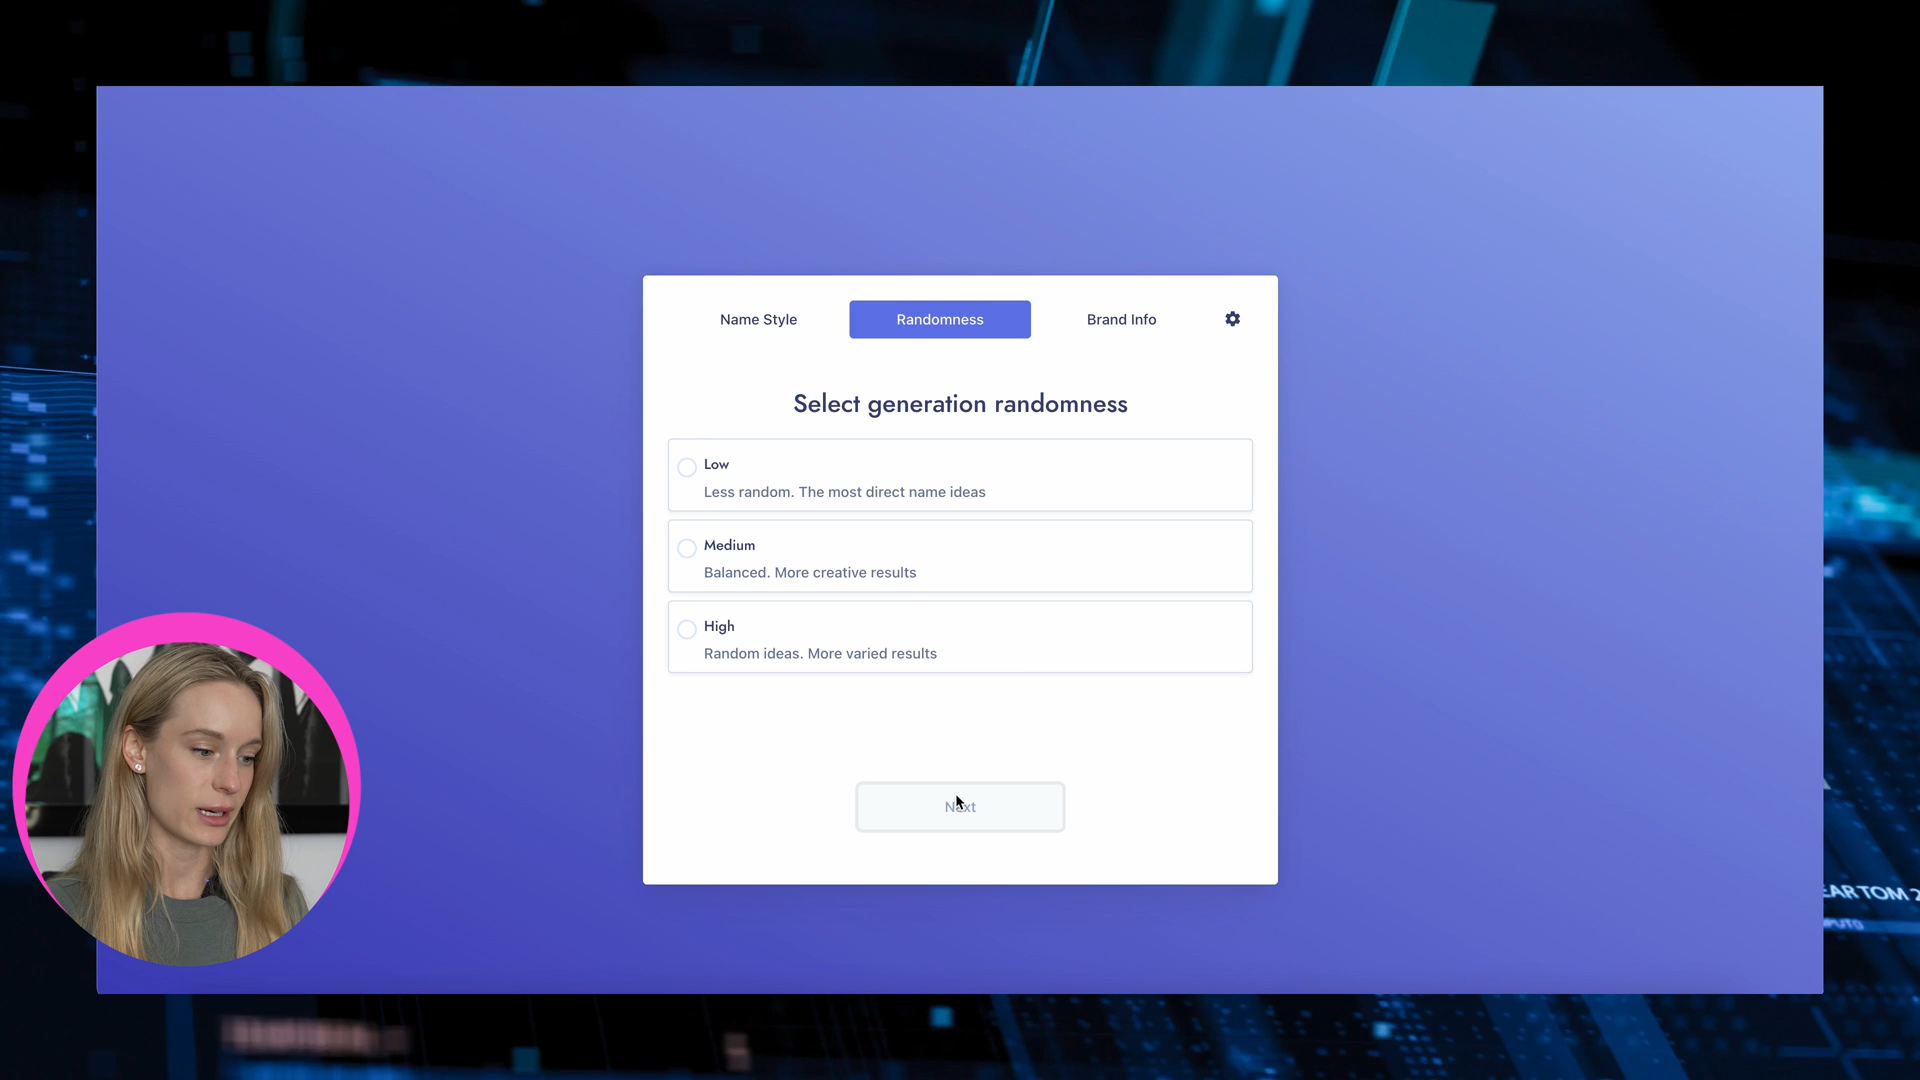 Name Style
Randomness
Brand Info
Select generation randomness
Low
Less random. The most direct name ideas
Medium
Balanced. More creative results
High
Random ideas. More varied results
Next